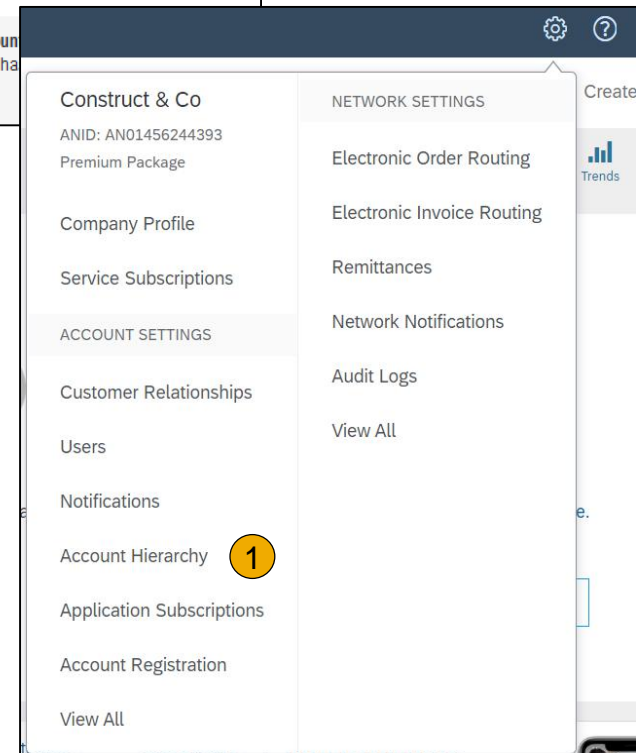 Construct & Co
ANID: AN01456244393
Premium Package
Company Profile
Service Subscriptions
ACCOUNT SETTINGS
Customer Relationships
Users
Notifications
Account Hierarchy 1
Application Subscriptions
Account Registration
View All
NETWORK SETTINGS
Electronic Order Routing
Electronic Invoice Routing
Remittances
Network Notifications
Audit Logs
View All
Create
Trends